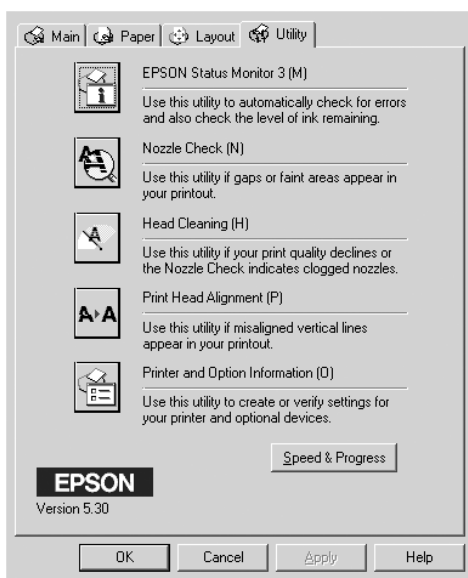 Main Paper Layout Utility
EPSON Status Monitor 3 (M)
Use this utility to automatically check for errors
and also check the level of ink remaining.
Nozzle Check (N)
Use this utility if gaps or faint areas appear in
your printout.
Head Cleaning (H)
Use this utility if your print quality declines or
the Nozzle Check indicates clogged nozzles.
Print Head Alignment (P)
Use this utility if misaligned vertical lines
appear in your printout.
Printer and Option Information (O)
Use this utility to create or verify settings for
your printer and optional devices.
Speed & Progress
EPSON
Version 5.30
OK Cancel Apply Help